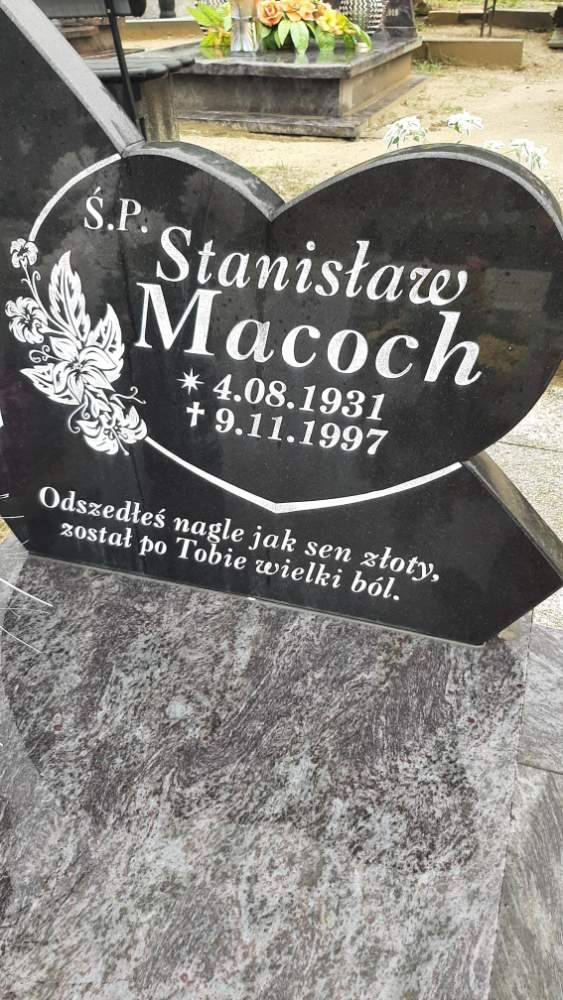 Ś.P.
Stanisław
Macoch
* 4.08.1931
✝ 9.11.1997
Odszedłeś nagle jak sen złoty,
został po Tobie wielki ból.